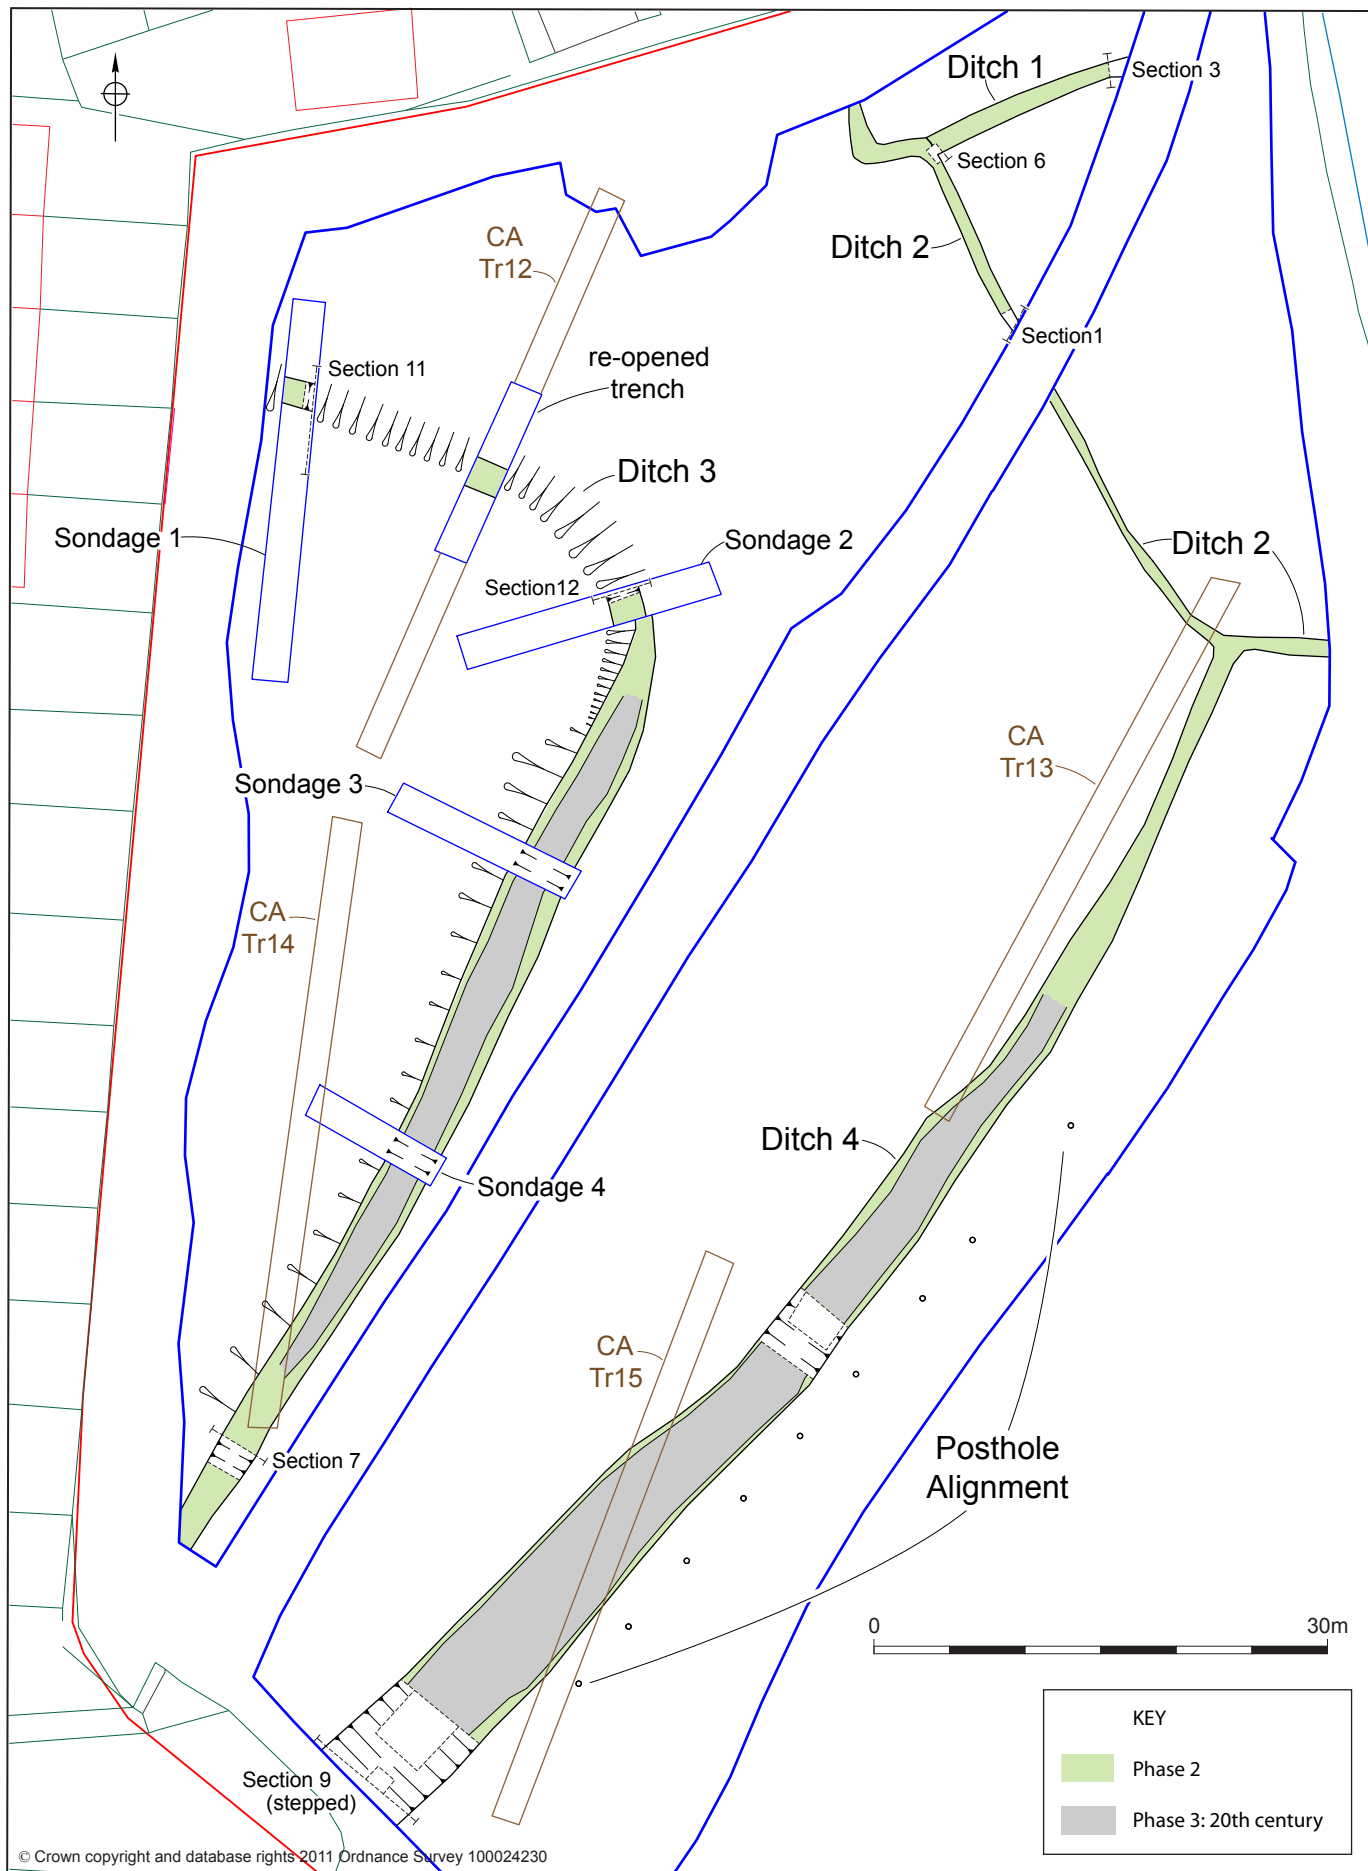 Ditch 1
Section 3
Section 6
Ditch 2
Section1
CA
Tr12
re-opened
trench
Section 11
Ditch 3
Sondage 1
Sondage 2
Section12
Ditch 2
CA
Tr13
Sondage 3
CA
Tr14
Ditch 4
Sondage 4
CA
Tr15
Section 7
Posthole
Alignment
0 30m
KEY
Phase 2
Phase 3: 20th century
Section 9
(stepped)
© Crown copyright and database rights 2011 Ordnance Survey 100024230